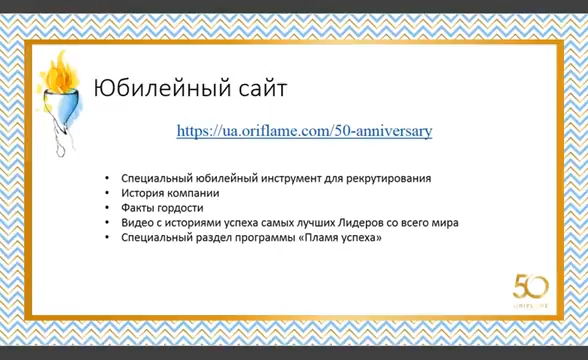 Юбилейный сайт
https://ua.oriflame.com/50-anniversary
• Специальный юбилейный инструмент для рекрутирования
• История компании
• Факты гордости
• Видео с историями успеха самых лучших Лидеров со всего мира
• Специальный раздел программы «Пламя успеха»
50